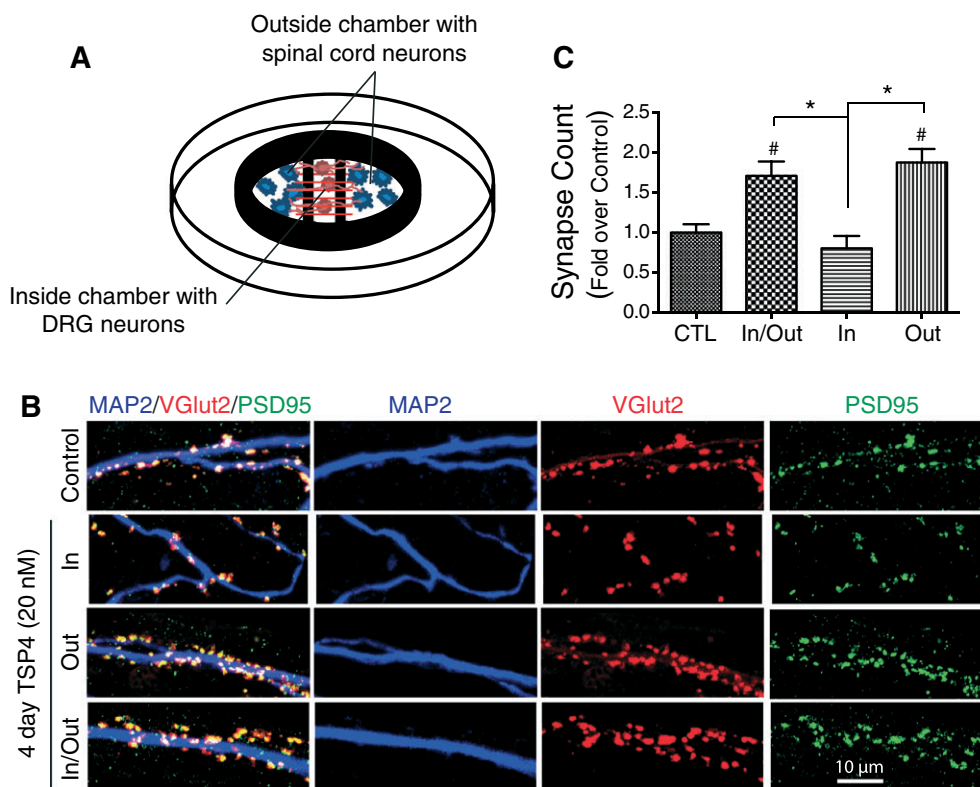 A
Outside chamber with
spinal cord neurons
Inside chamber with
DRG neurons
C
Synapse Count
(Fold over Control)
2.5
2.0
1.5
1.0
0.5
0.0
*
*
#
#
CTL
In/Out
In
Out
B
MAP2/VGlut2/PSD95
MAP2
VGlut2
PSD95
Control
4 day TSP4 (20 nM)
In
Out
In/Out
10 µm